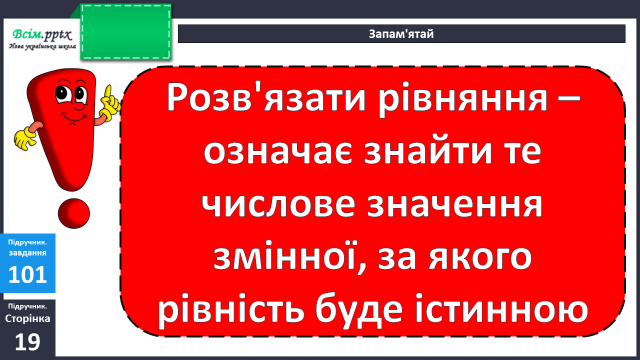 Всім.pptx
Нова українська школа
Запам'ятай
Розв'язати рівняння –
означає знайти те
числове значення
змінної, за якого
рівність буде істинною
Підручник.
завдання
101
Підручник.
Сторінка
19